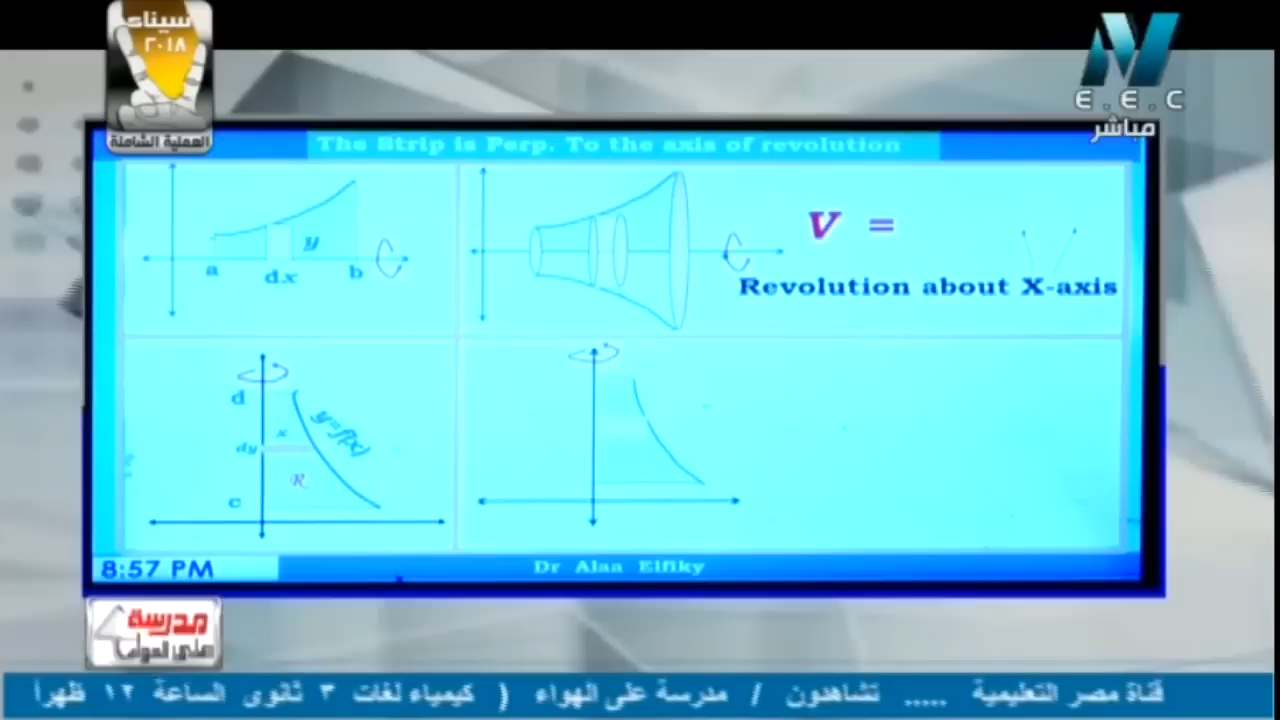 سيناء
٢٠١٨
العملية الشاملة
E.E.C
مباشر
The Strip is Perp. To the axis of revolution
y
a
dx
b
V =
Revolution about X-axis
d
x
y=f(x)
dy
R
c
8:57 PM
Dr Alaa Elfiky
مدرسة
على الهواء
قناة مصر التعليمية ..... تشاهدون / مدرسة على الهواء ( كيمياء لغات ٣ ثانوى الساعة ١٢ ظهراً